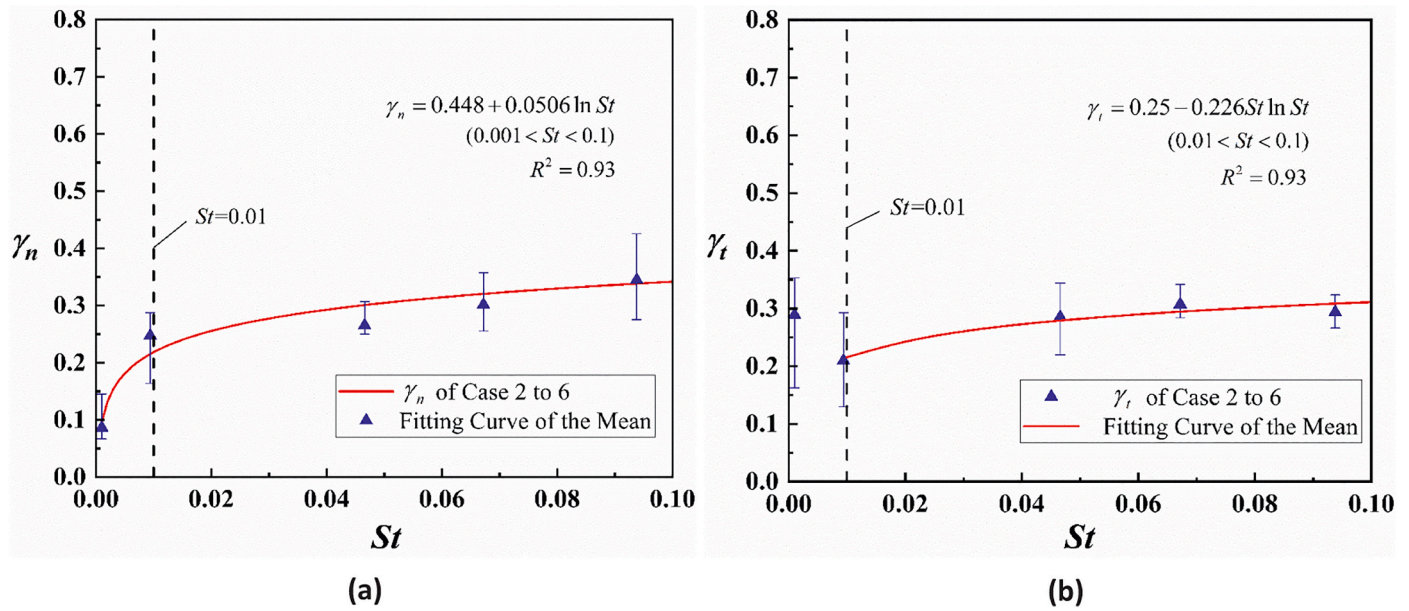 0.8
0.7
0.6
0.5
0.4
0.3
0.2
0.1
0.0
γn
γn = 0.448 + 0.0506 ln St
(0.001 < St < 0.1)
R² = 0.93
St=0.01
γn of Case 2 to 6
Fitting Curve of the Mean
0.00 0.02 0.04 0.06 0.08 0.10
St
(a)
0.8
0.7
0.6
0.5
0.4
0.3
0.2
0.1
0.0
γt
γt = 0.25 − 0.226St ln St
(0.01 < St < 0.1)
R² = 0.93
St=0.01
γt of Case 2 to 6
Fitting Curve of the Mean
0.00 0.02 0.04 0.06 0.08 0.10
St
(b)